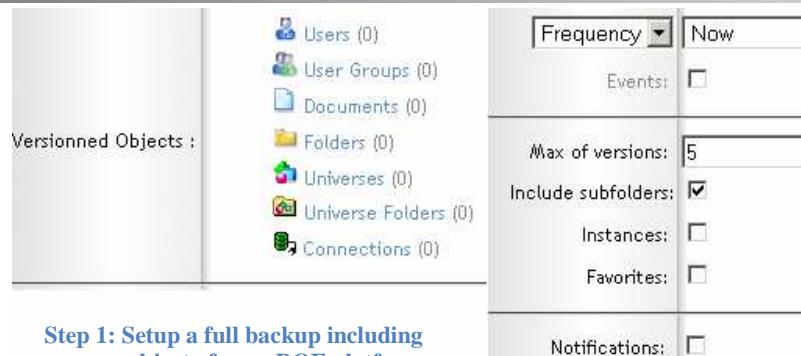 Users (0)
User Groups (0)
Documents (0)
Versionned Objects :
Folders (0)
Universes (0)
Universe Folders (0)
Connections (0)
Step 1: Setup a full backup including
Frequency Now
Events:
Max of versions: 5
Include subfolders:
Instances:
Favorites:
Notifications: